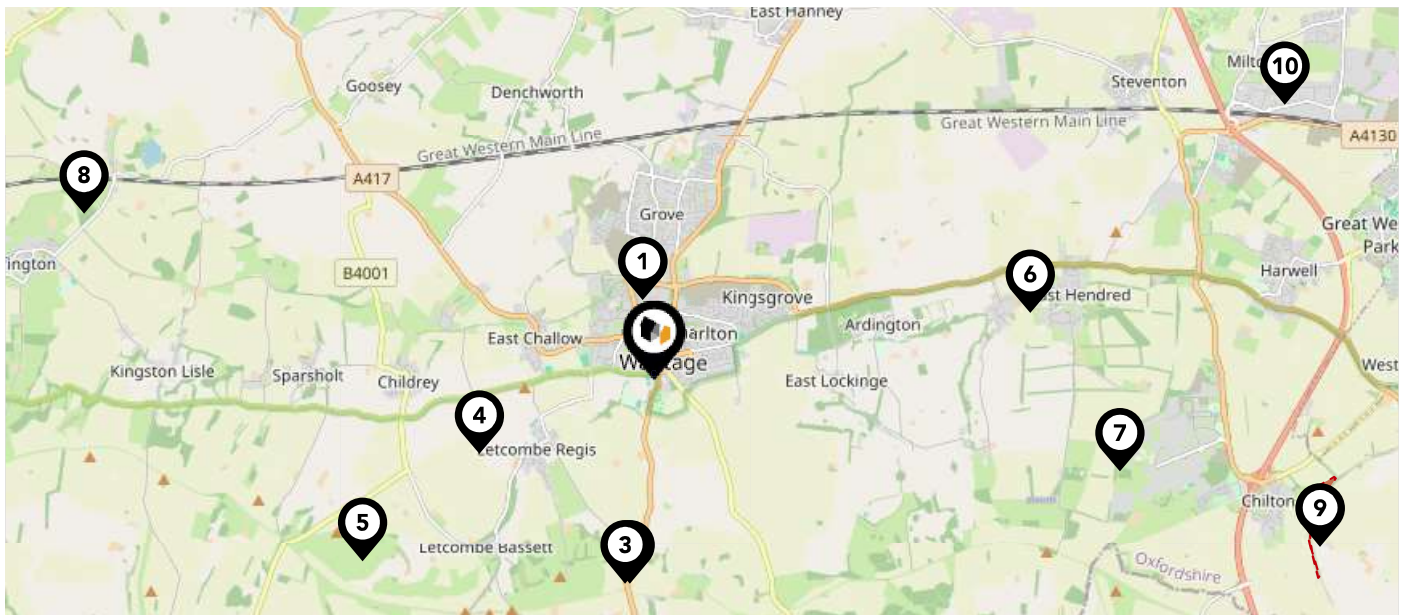 East Hanney
Goosey
Denchworth
Steventon
10
Great Western Main Line
Great Western Main Line
A4130
8
A417
Grove
Great We
Park
ington
B4001
1
6
Harwell
Kingsgrove
st Hendred
Ardington
East Challow
arlton
Kingston Lisle
Sparsholt
Childrey
East Lockinge
West
4
Letcombe Regis
7
5
3
Chilton
9
Letcombe Bassett
Oxfordshire